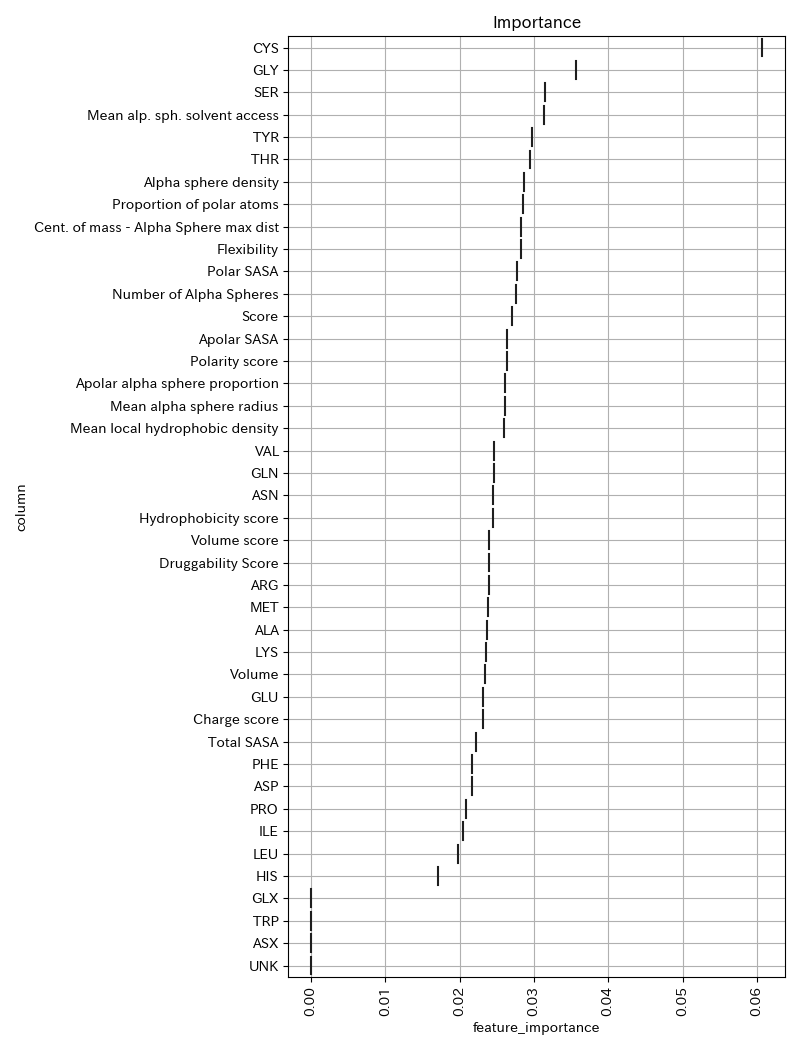 Importance
CYS
GLY
SER
Mean alp. sph. solvent access
TYR
THR
Alpha sphere density
Proportion of polar atoms
Cent. of mass - Alpha Sphere max dist
Flexibility
Polar SASA
Number of Alpha Spheres
Score
Apolar SASA
Polarity score
Apolar alpha sphere proportion
Mean alpha sphere radius
Mean local hydrophobic density
VAL
GLN
ASN
Hydrophobicity score
Volume score
Druggability Score
ARG
MET
ALA
LYS
Volume
GLU
Charge score
Total SASA
PHE
ASP
PRO
ILE
LEU
HIS
GLX
TRP
ASX
UNK
column
0.00
0.01
0.02
0.03
0.04
0.05
0.06
feature_importance